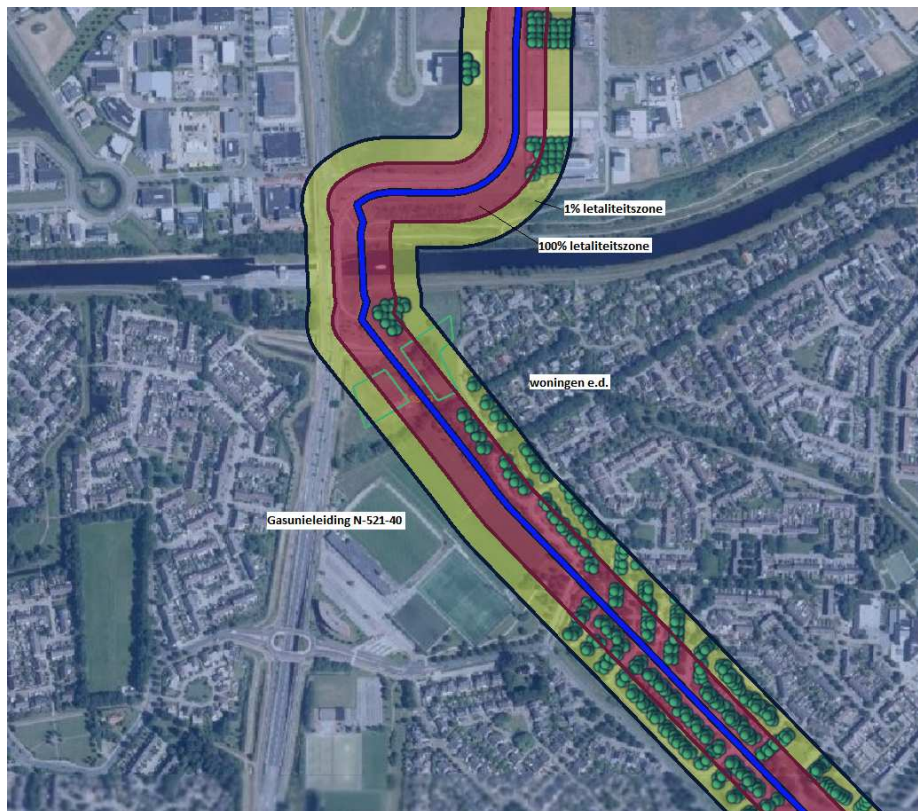 1% letaliteitszone
100% letaliteitszone
woningen e.d.
Gasunieleiding N-521-40